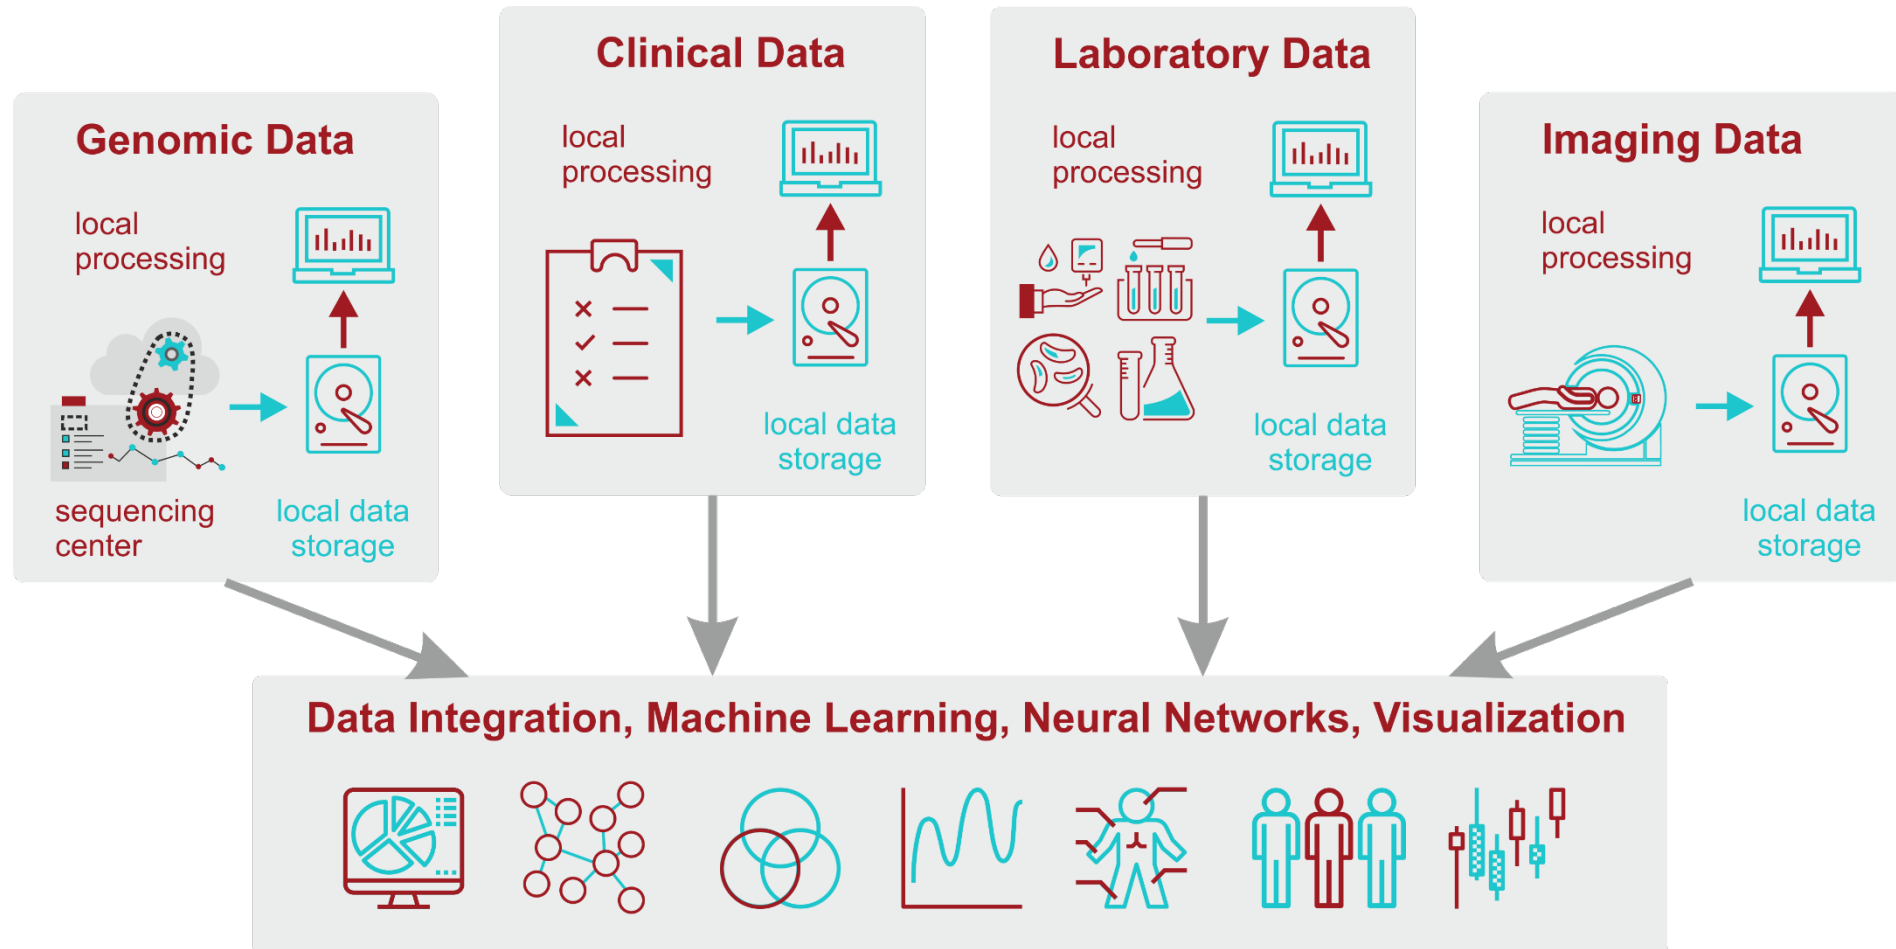 Genomic Data
local
processing
sequencing
center
local data
storage
Clinical Data
local
processing
local data
storage
Laboratory Data
local
processing
local data
storage
Imaging Data
local
processing
local data
storage
Data Integration, Machine Learning, Neural Networks, Visualization